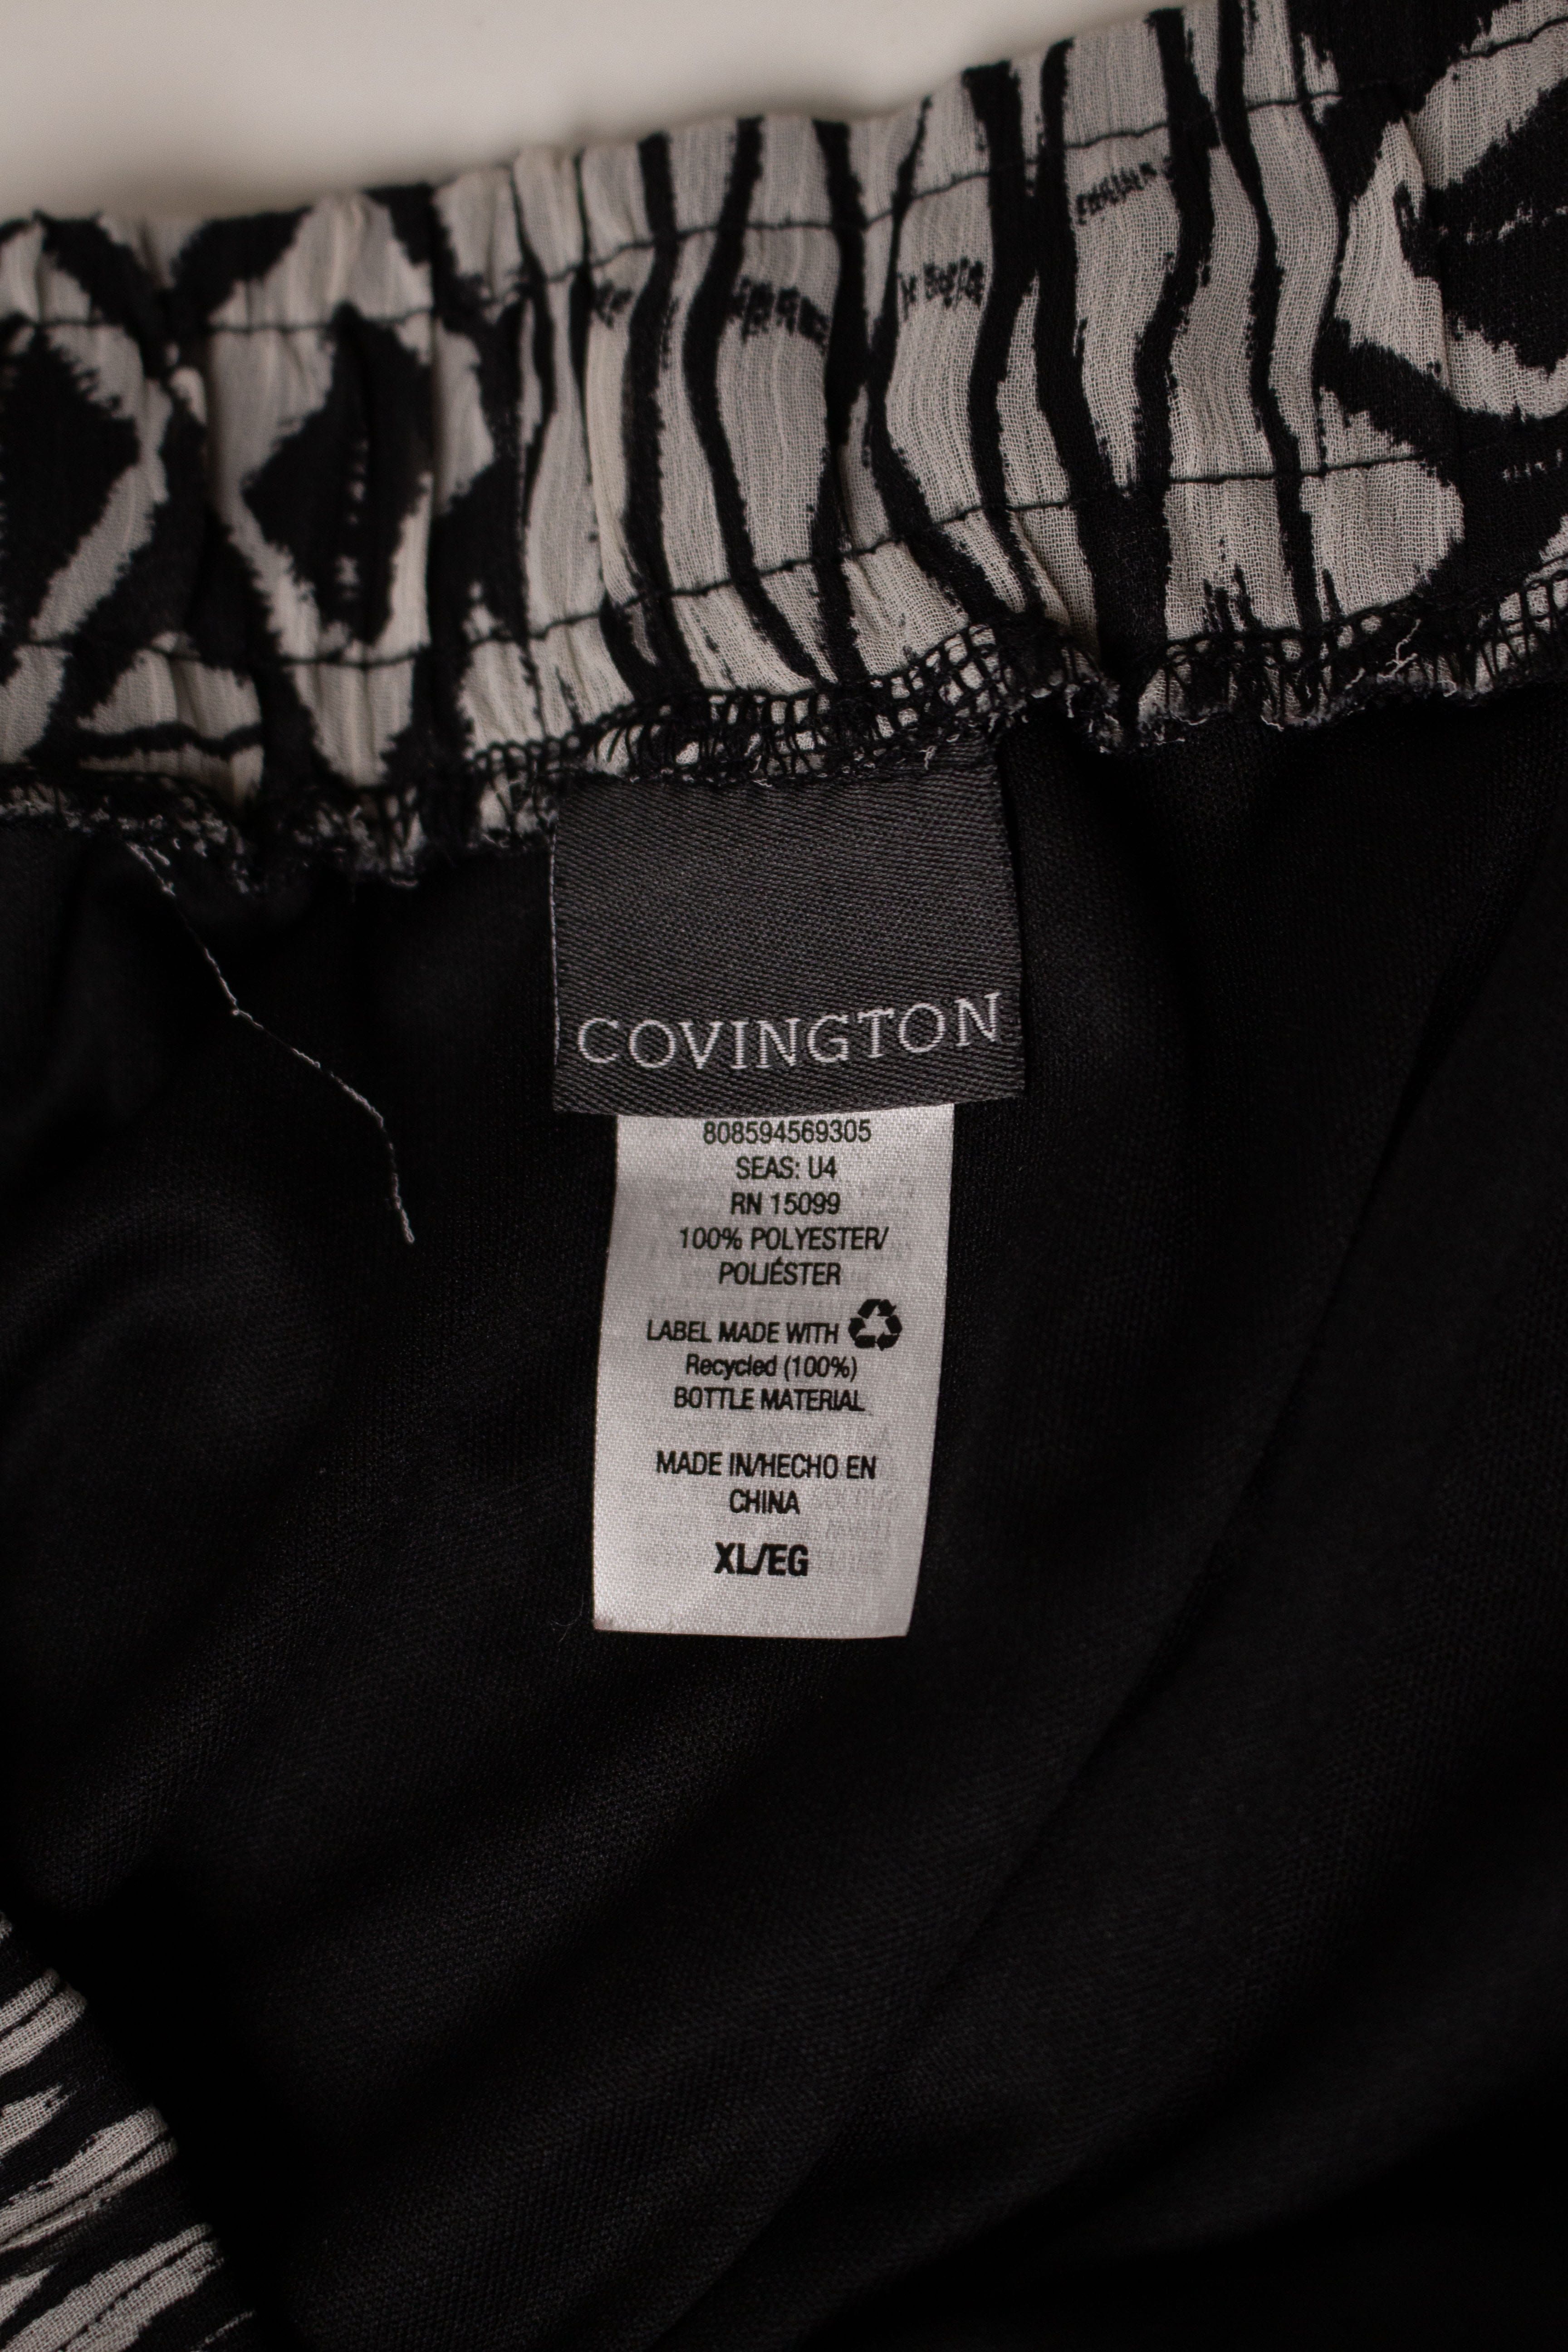 COVINGTON
808594569305
SEAS: U4
RN 15099
100% POLYESTER/
POLIÉSTER
LABEL MADE WITH
Recycled (100%)
BOTTLE MATERIAL
MADE IN/HECHO EN
CHINA
XL/EG